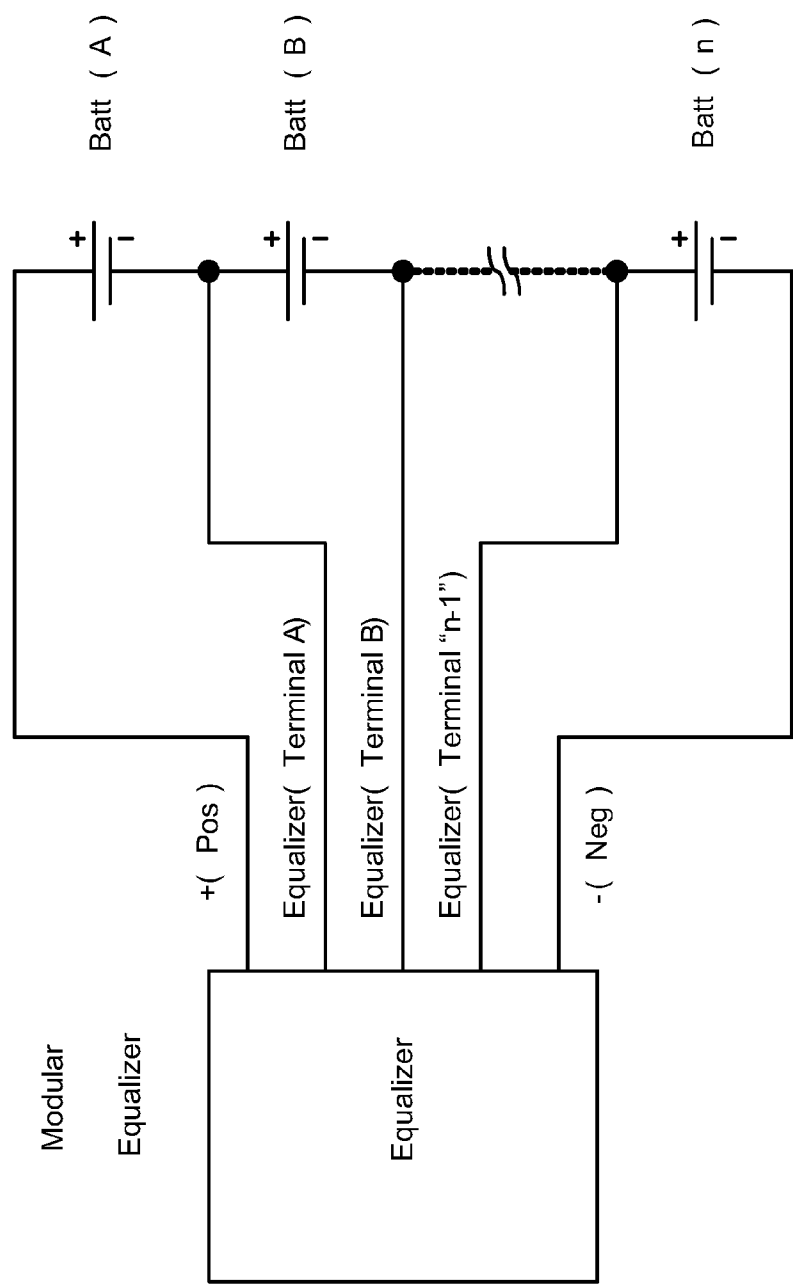 Modular
Equalizer
Equalizer
+( Pos )
Equalizer( Terminal A)
Equalizer( Terminal B)
Equalizer( Terminal “n-1”)
-( Neg )
+
-
Batt ( A )
+
-
Batt ( B )
+
-
Batt ( n )